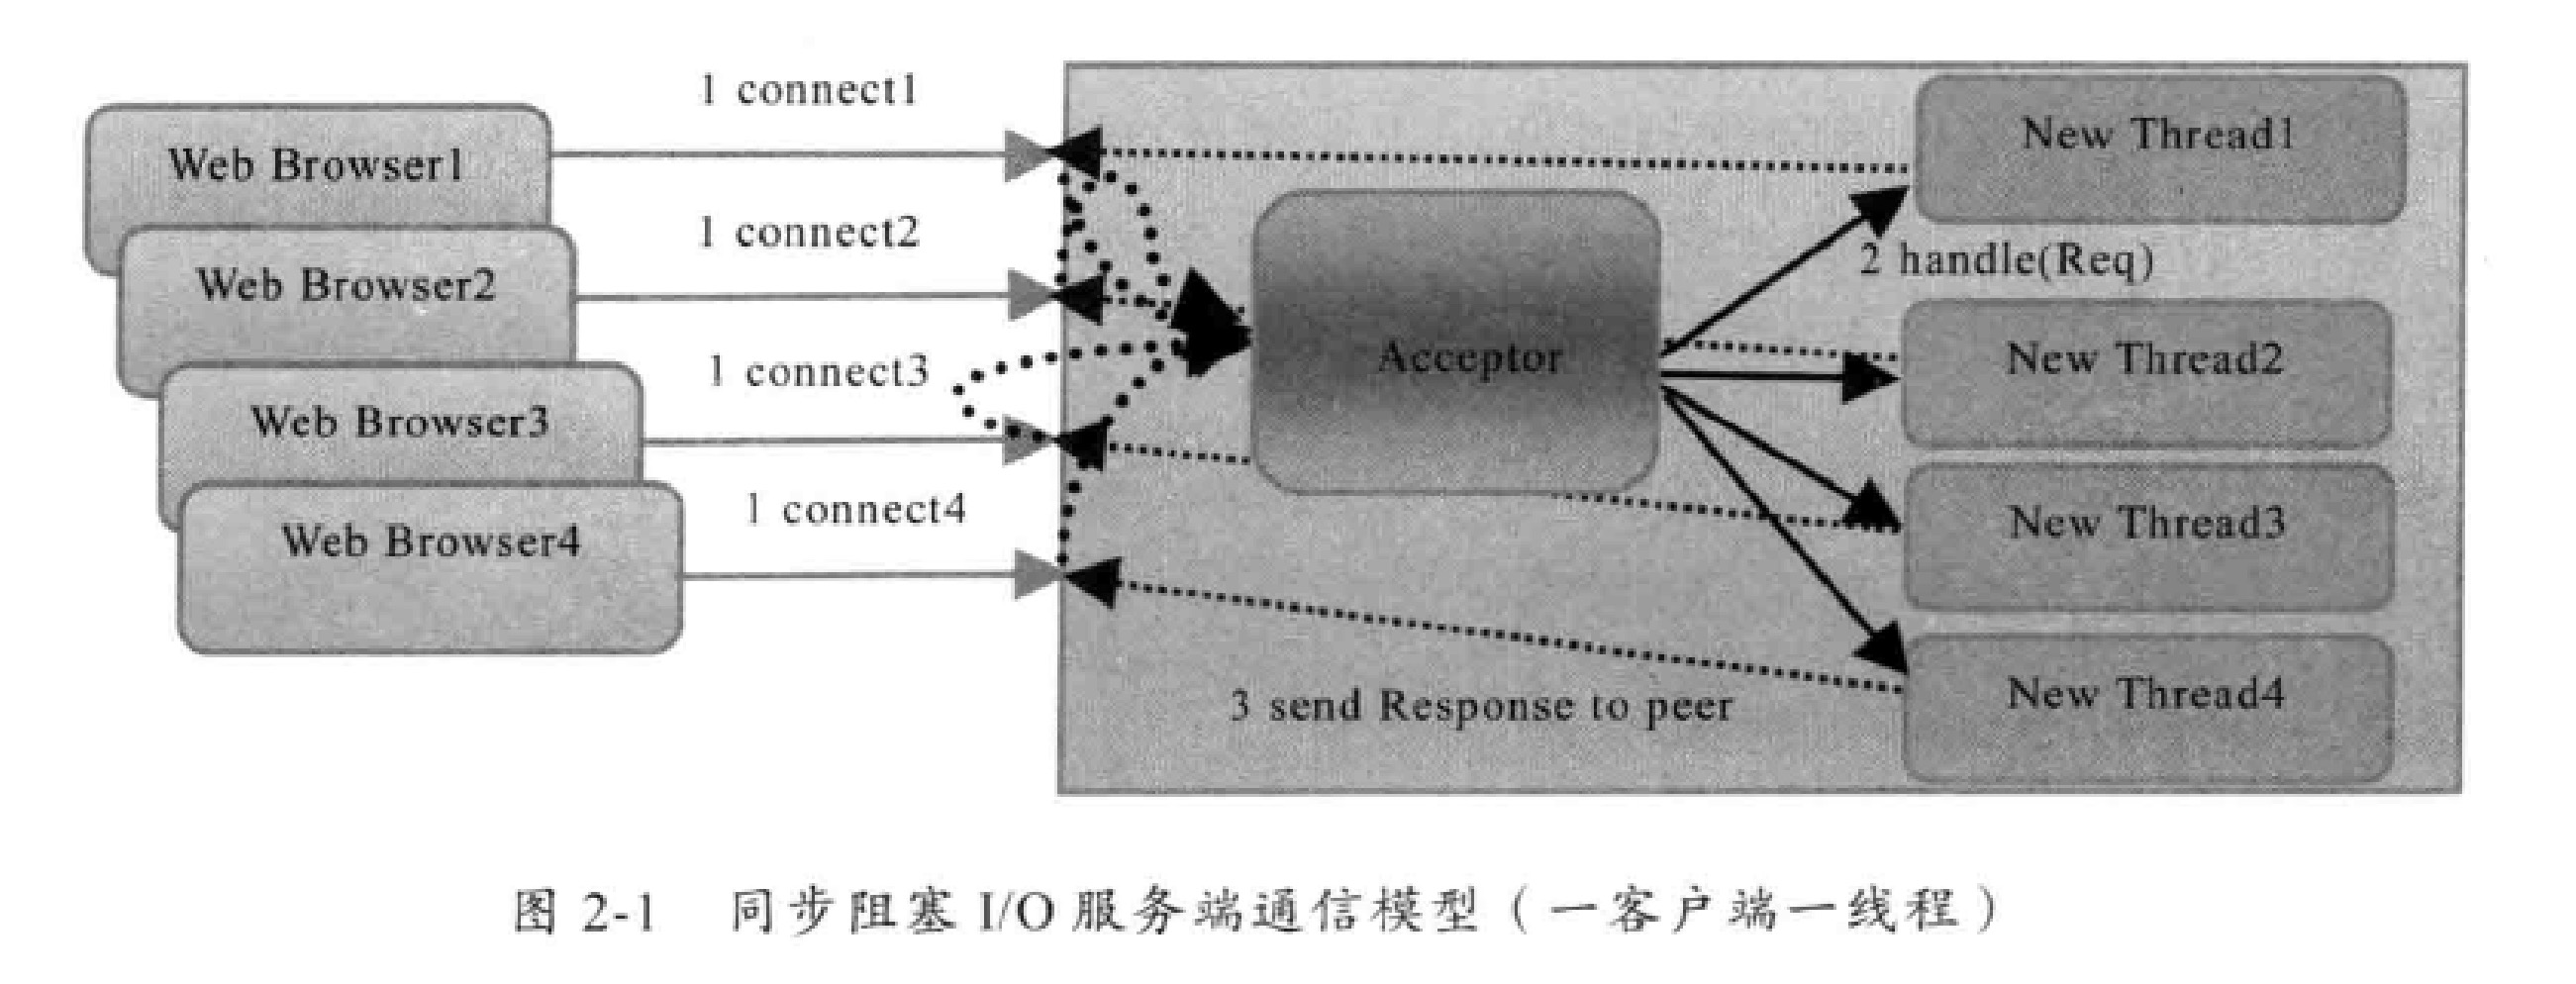 1 connect1
Web Browser1
1 connect2
Web Browser2
1 connect3
Web Browser3
1 connect4
Web Browser4
Acceptor
New Thread1
2 handle(Req)
New Thread2
New Thread3
New Thread4
3 send Response to peer
图 2-1 同步阻塞 I/O 服务端通信模型（一客户端一线程）